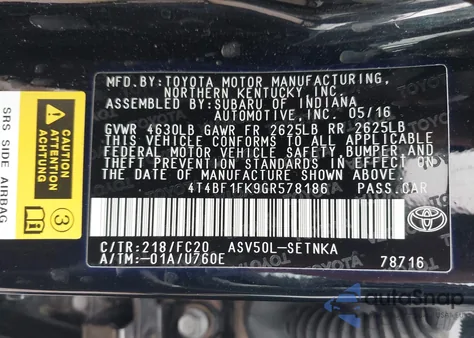 MFD.BY:TOYOTA MOTOR MANUFACTURING,
NORTHERN KENTUCKY, INC.
ASSEMBLED BY:SUBARU OF INDIANA
AUTOMOTIVE, INC. 05/16
GVWR 4630LB GAWR FR 2625LB RR 2625LB
THIS VEHICLE CONFORMS TO ALL APPLICABLE
FEDERAL MOTOR VEHICLE SAFETY, BUMPER, AND
THEFT PREVENTION STANDARDS IN EFFECT ON
THE DATE OF MANUFACTURE SHOWN ABOVE.
4T4BF1FK9GR578186 PASS.CAR
C/TR:218/FC20 ASV50L-SETNKA
A/TM:-01A/U760E 78716
TOYOTA
SRS SIDE AIRBAG
ATTENTION
CAUTION
ACHTUNG
3
autoSnap